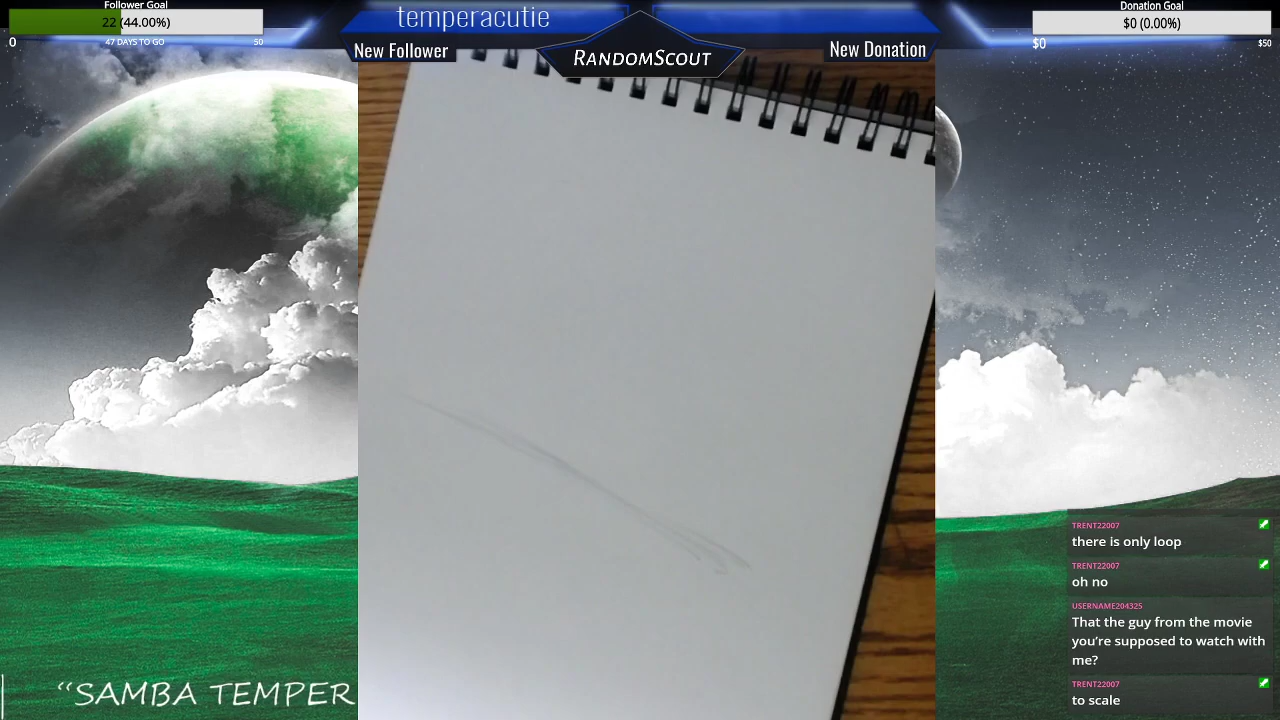 Follower Goal
22 (44.00%)
0
47 DAYS TO GO
50
temperacutie
New Follower
RANDOMSCOUT
New Donation
Donation Goal
$0 (0.00%)
$0
$50
TRENT22007
there is only loop
TRENT22007
oh no
USERNAME204325
That the guy from the movie
you're supposed to watch with
me?
TRENT22007
to scale
“SAMBA TEMPER